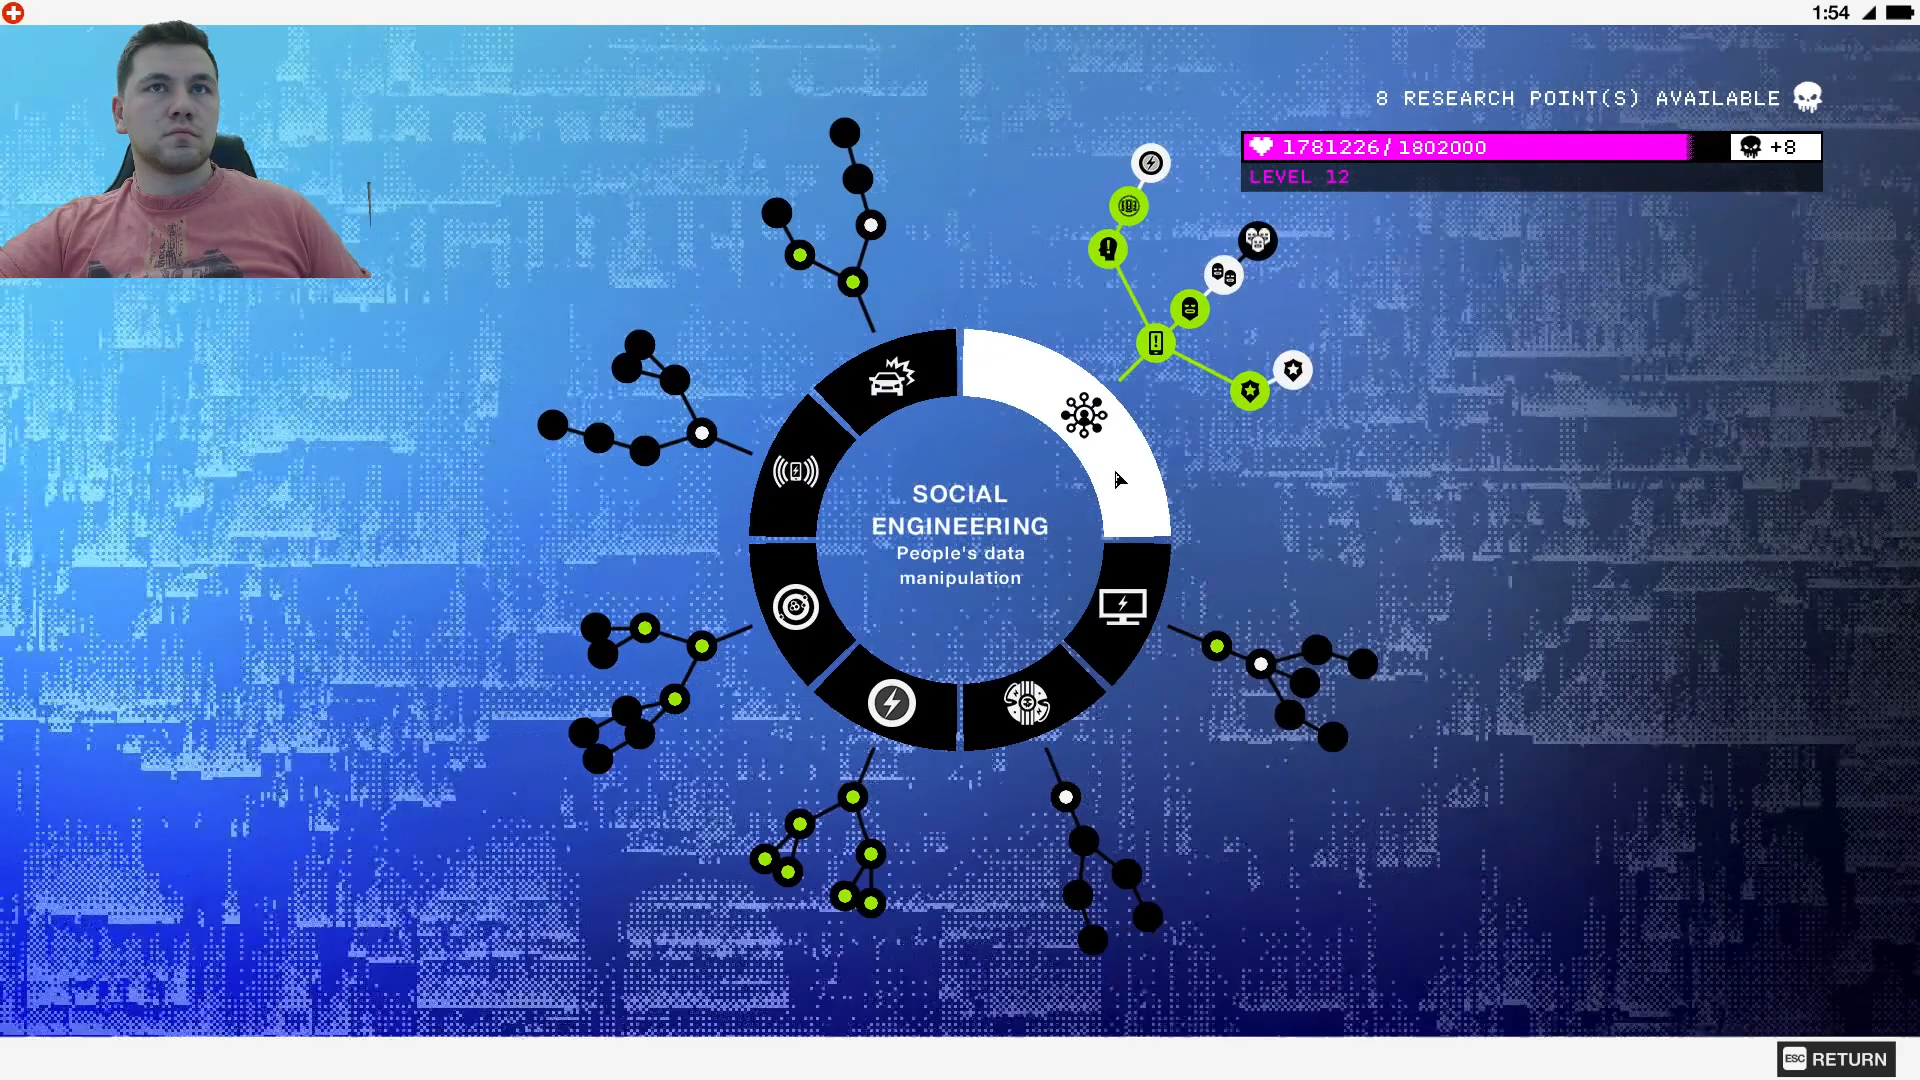 1:54
8 RESEARCH POINT(S) AVAILABLE
1781226/1802000
+8
LEVEL 12
SOCIAL
ENGINEERING
People's data
manipulation
ESC RETURN